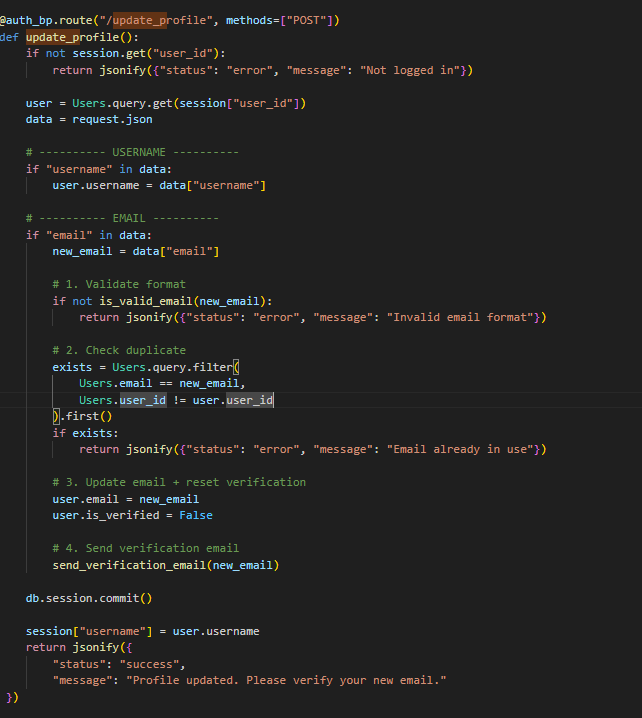 @auth_bp.route("/update_profile", methods=["POST"])
def update_profile():
    if not session.get("user_id"):
        return jsonify({"status": "error", "message": "Not logged in"})

    user = Users.query.get(session["user_id"])
    data = request.json

    # ---------- USERNAME ----------
    if "username" in data:
        user.username = data["username"]

    # ---------- EMAIL ----------
    if "email" in data:
        new_email = data["email"]

        # 1. Validate format
        if not is_valid_email(new_email):
            return jsonify({"status": "error", "message": "Invalid email format"})

        # 2. Check duplicate
        exists = Users.query.filter(
            Users.email == new_email,
            Users.user_id != user.user_id
        ).first()
        if exists:
            return jsonify({"status": "error", "message": "Email already in use"})

        # 3. Update email + reset verification
        user.email = new_email
        user.is_verified = False

        # 4. Send verification email
        send_verification_email(new_email)

    db.session.commit()

    session["username"] = user.username
    return jsonify({
        "status": "success",
        "message": "Profile updated. Please verify your new email."
 })